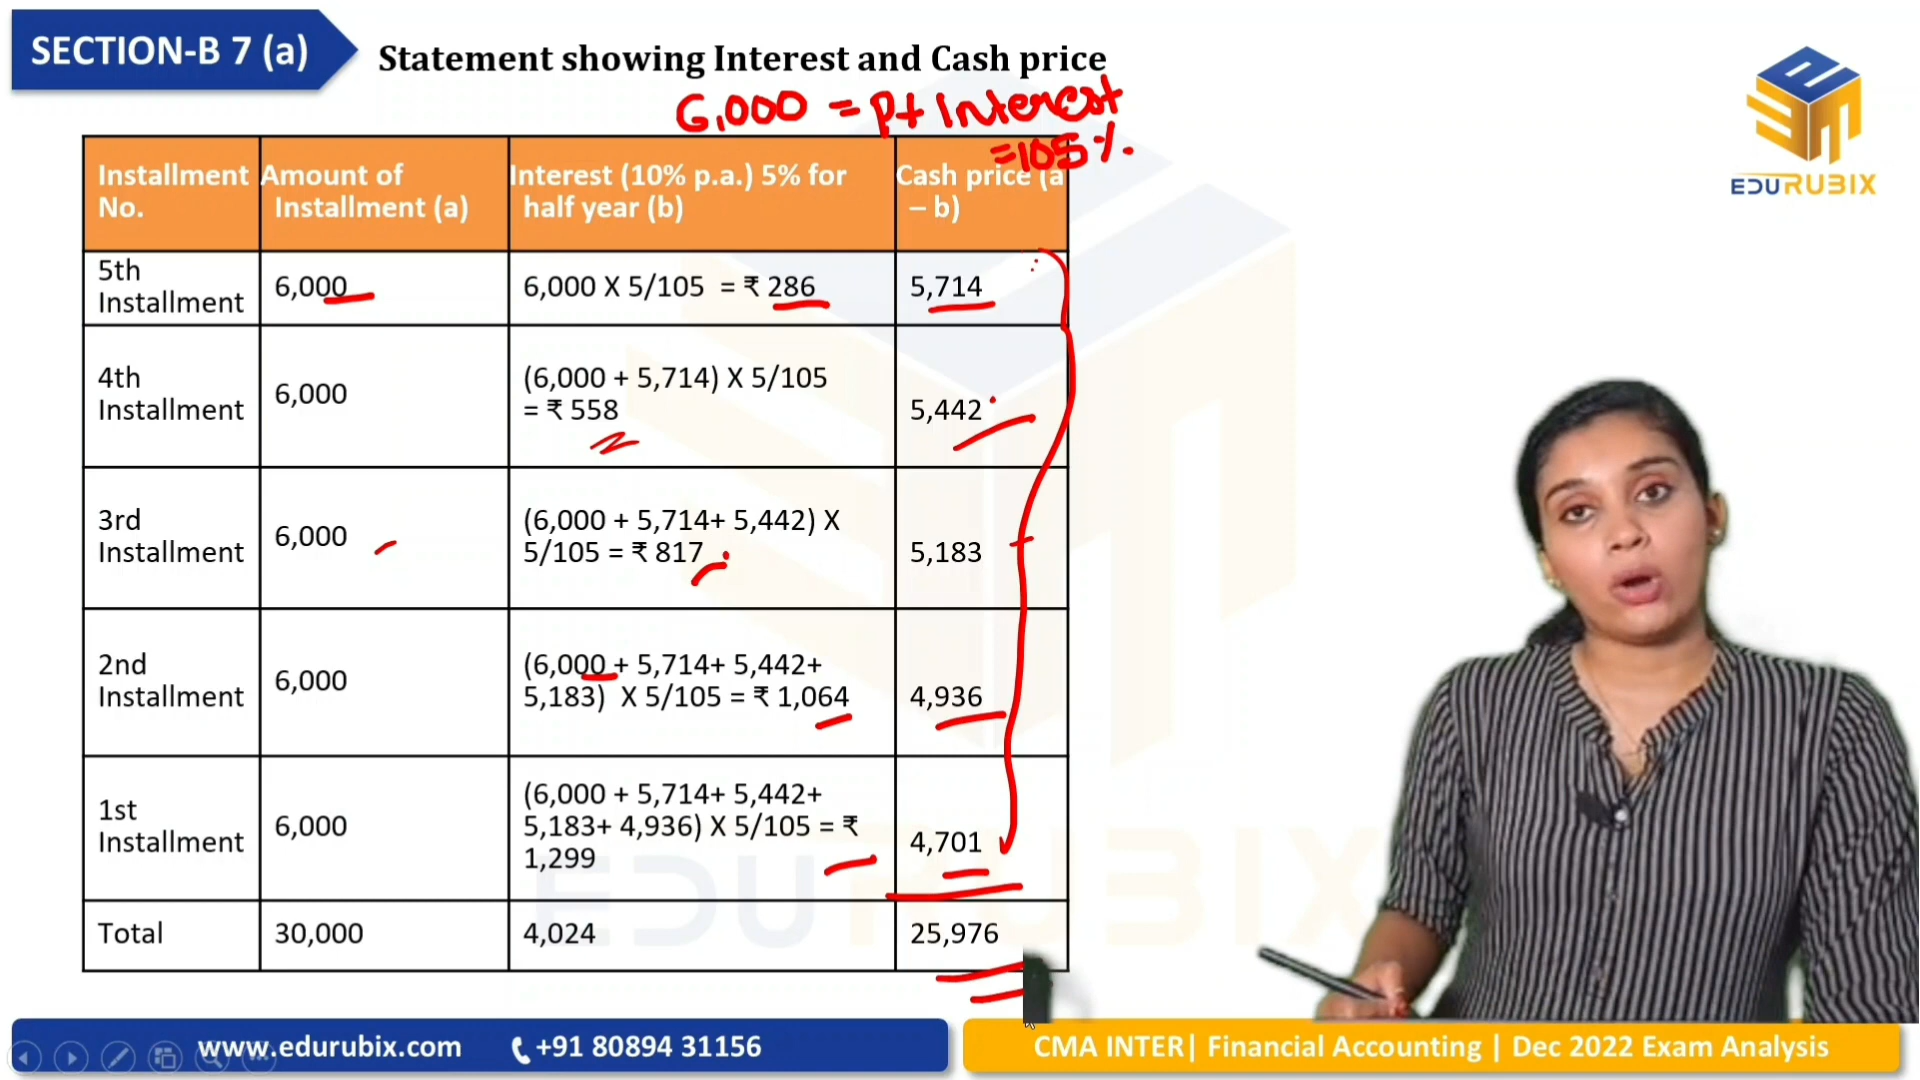 SECTION-B 7 (a)
Statement showing Interest and Cash price
6,000 = P+ Interest
=105%.
EDURUBIX
Installment No.
Amount of Installment (a)
Interest (10% p.a.) 5% for half year (b)
Cash price (a – b)
5th Installment
6,000
6,000 X 5/105 = ₹ 286
5,714
4th Installment
6,000
(6,000 + 5,714) X 5/105
= ₹ 558
5,442
3rd Installment
6,000
(6,000 + 5,714+ 5,442) X
5/105 = ₹ 817
5,183
2nd Installment
6,000
(6,000 + 5,714+ 5,442+
5,183) X 5/105 = ₹ 1,064
4,936
1st Installment
6,000
(6,000 + 5,714+ 5,442+
5,183+ 4,936) X 5/105 = ₹
1,299
4,701
Total
30,000
4,024
25,976
EDURUBIX
www.edurubix.com
+91 80894 31156
CMA INTER| Financial Accounting | Dec 2022 Exam Analysis